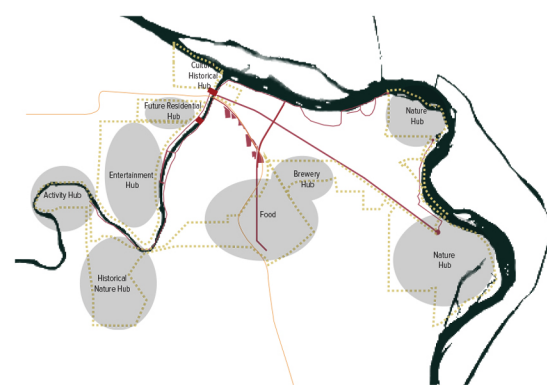 Cultural
Historical
Hub
Future Residential
Hub
Nature
Hub
Entertainment
Hub
Brewery
Hub
Activity Hub
Food
Nature
Hub
Historical
Nature Hub